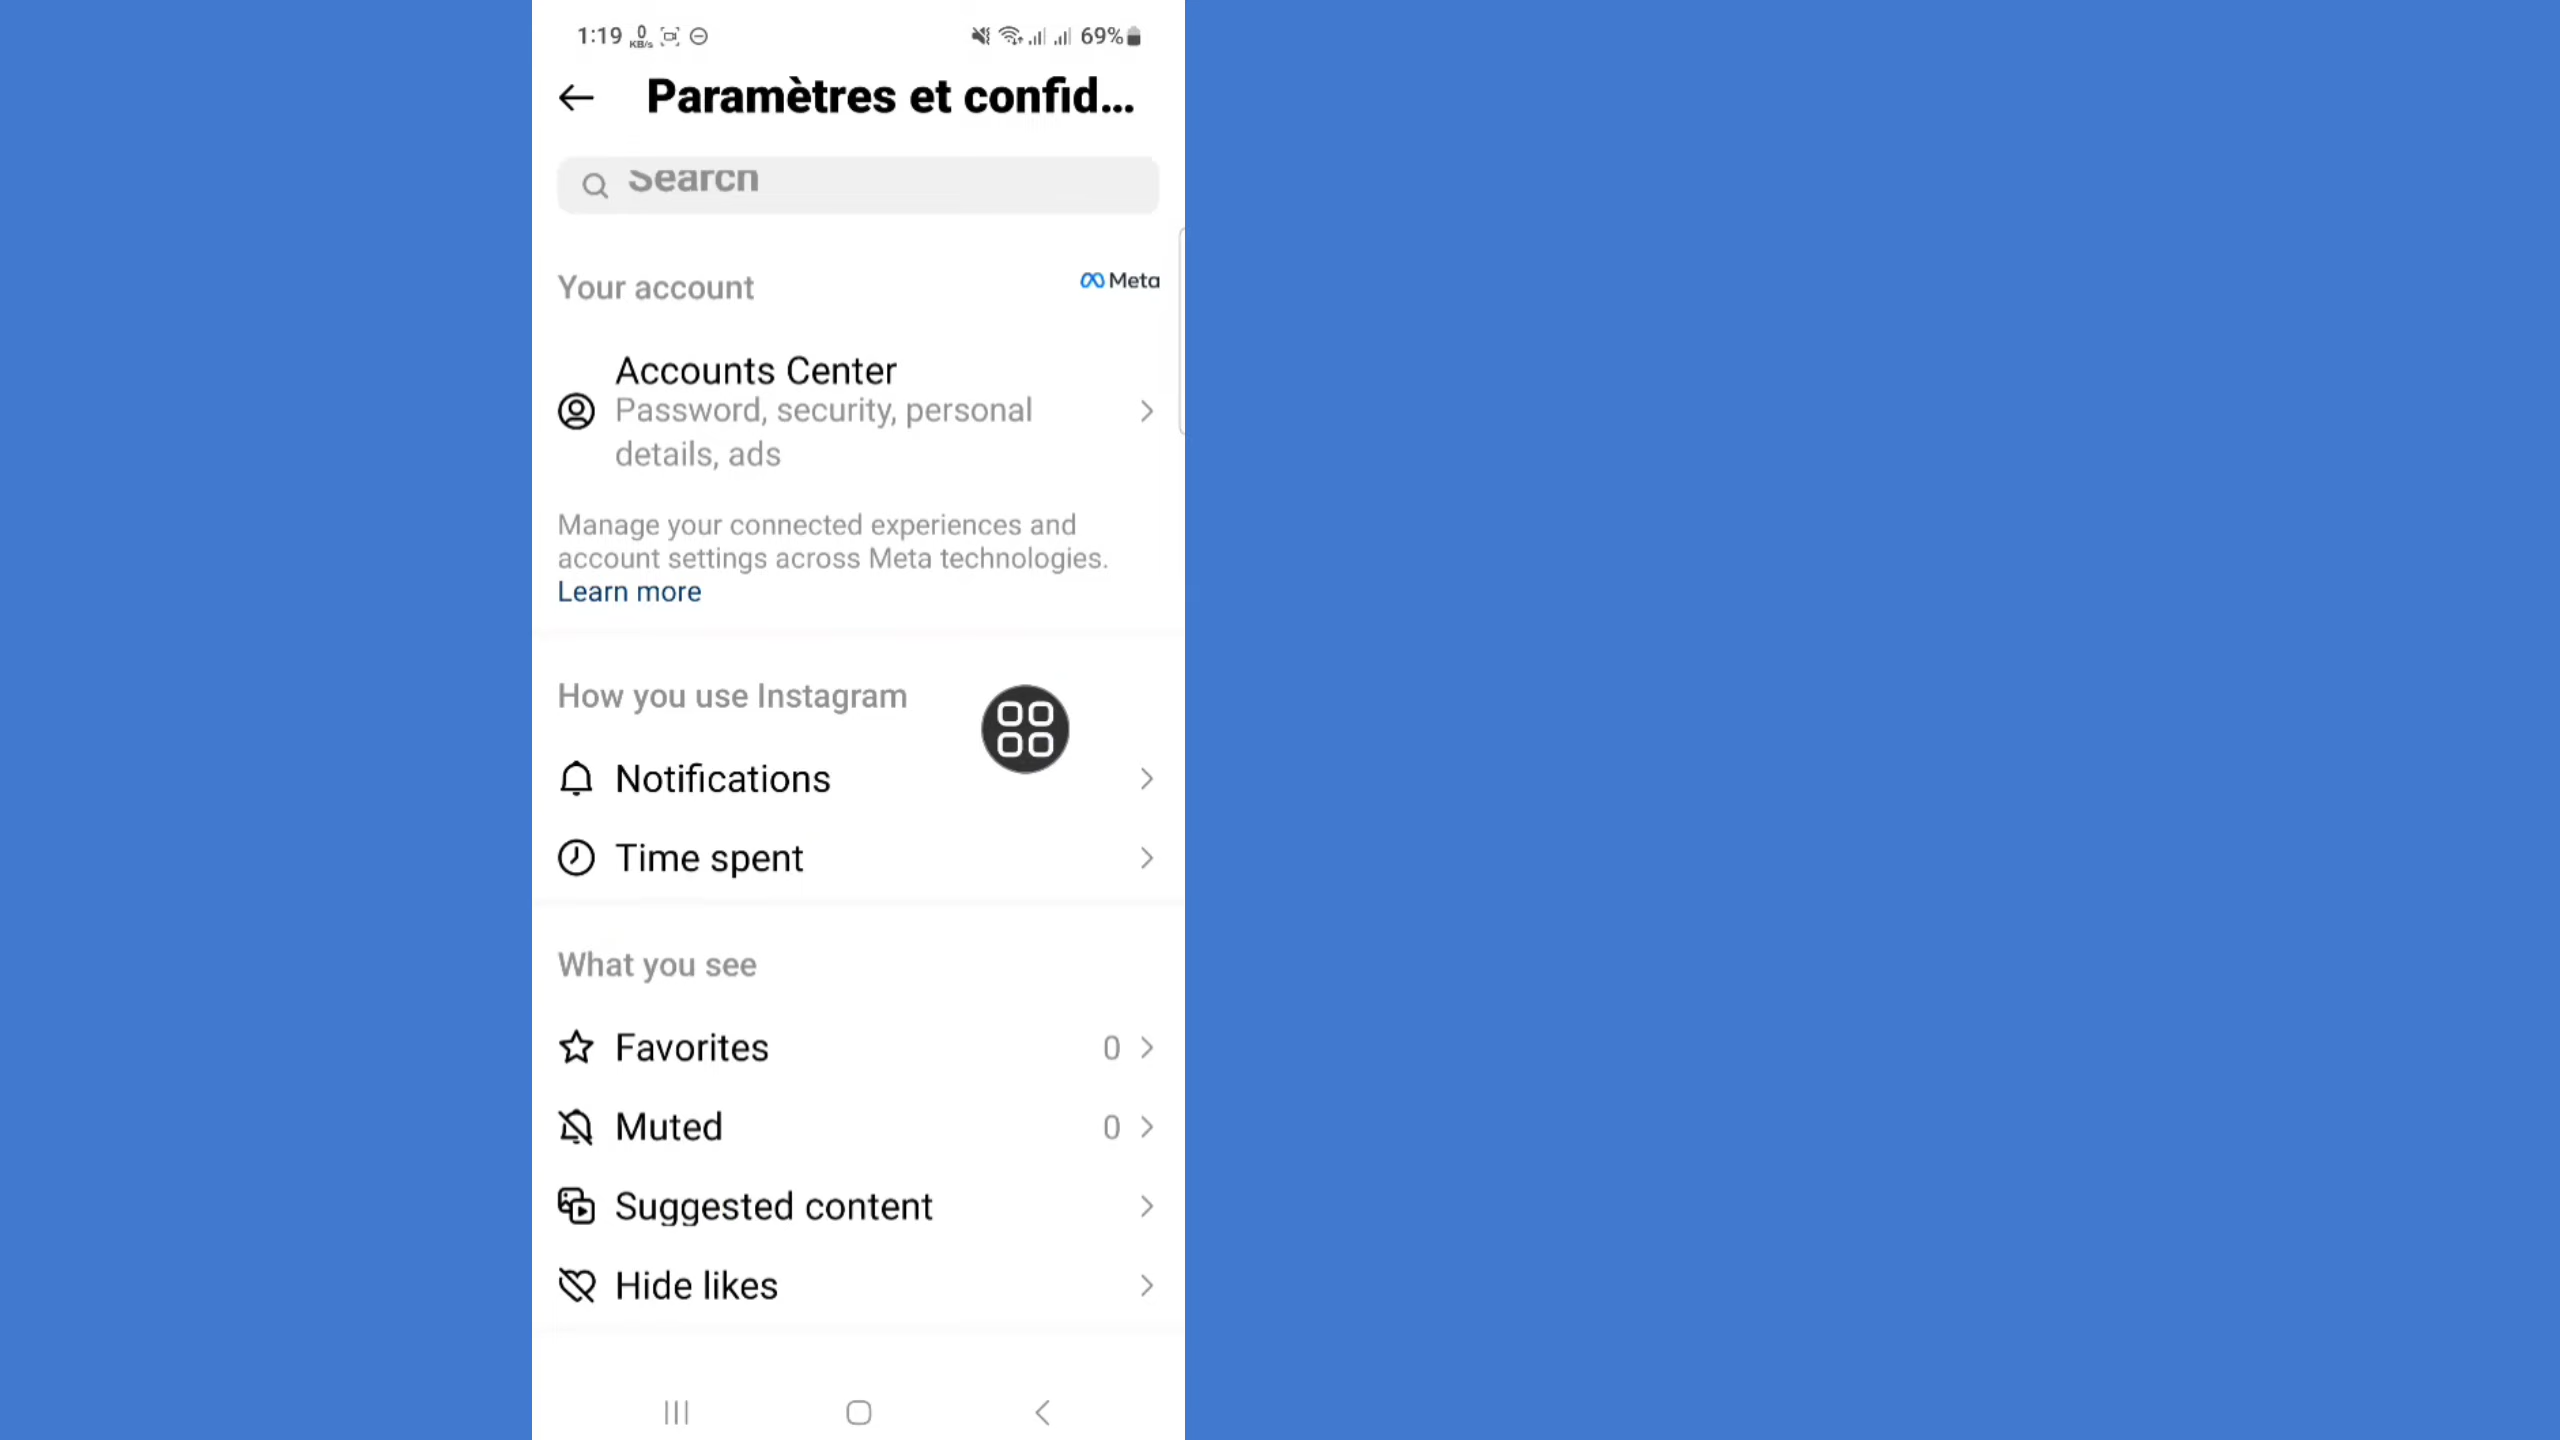 1:19 0 KB/s 69%
Paramètres et confid...
Search
Your account
Meta
Accounts Center
Password, security, personal
details, ads
Manage your connected experiences and
account settings across Meta technologies.
Learn more
How you use Instagram
Notifications
Time spent
What you see
Favorites 0
Muted 0
Suggested content
Hide likes